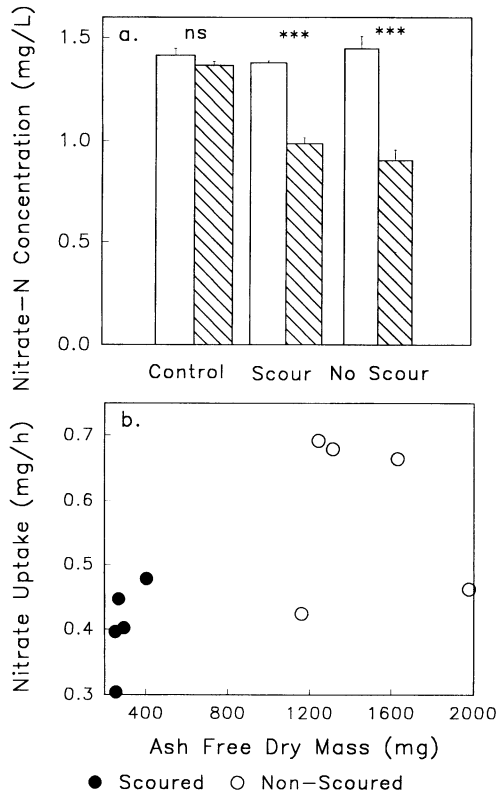 Nitrate-N Concentration (mg/L)
1.5
1.0
0.5
0.0
a.
ns
***
***
Control Scour No Scour
Nitrate Uptake (mg/h)
b.
0.7
0.6
0.5
0.4
0.3
400 800 1200 1600 2000
Ash Free Dry Mass (mg)
● Scoured ○ Non-Scoured